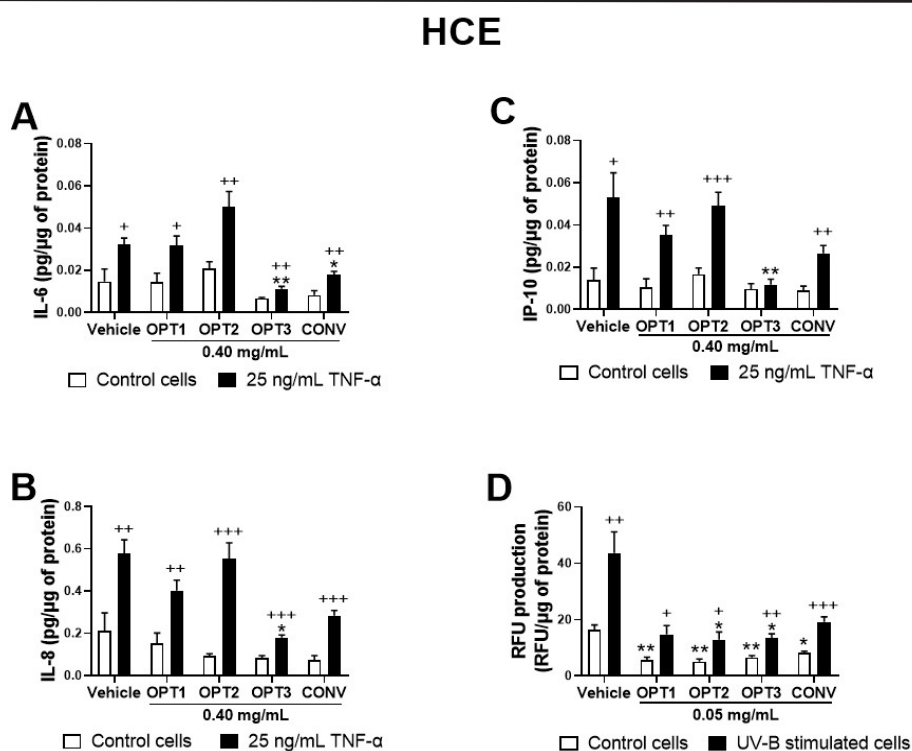 HCE
A
IL-6 (pg/μg of protein)
0.08
0.06
0.04
0.02
0.00
+
+
++
++
**
++
*
Vehicle OPT1 OPT2 OPT3 CONV
0.40 mg/mL
Control cells 25 ng/mL TNF-α
C
IP-10 (pg/μg of protein)
0.08
0.06
0.04
0.02
0.00
+
++
+++
**
++
Vehicle OPT1 OPT2 OPT3 CONV
0.40 mg/mL
Control cells 25 ng/mL TNF-α
B
IL-8 (pg/μg of protein)
0.8
0.6
0.4
0.2
0.0
++
++
+++
+++
*
+++
Vehicle OPT1 OPT2 OPT3 CONV
0.40 mg/mL
Control cells 25 ng/mL TNF-α
D
RFU production
(RFU/μg of protein)
60
40
20
0
++
**
+
**
+
*
**
++
*
*
+++
Vehicle OPT1 OPT2 OPT3 CONV
0.05 mg/mL
Control cells UV-B stimulated cells